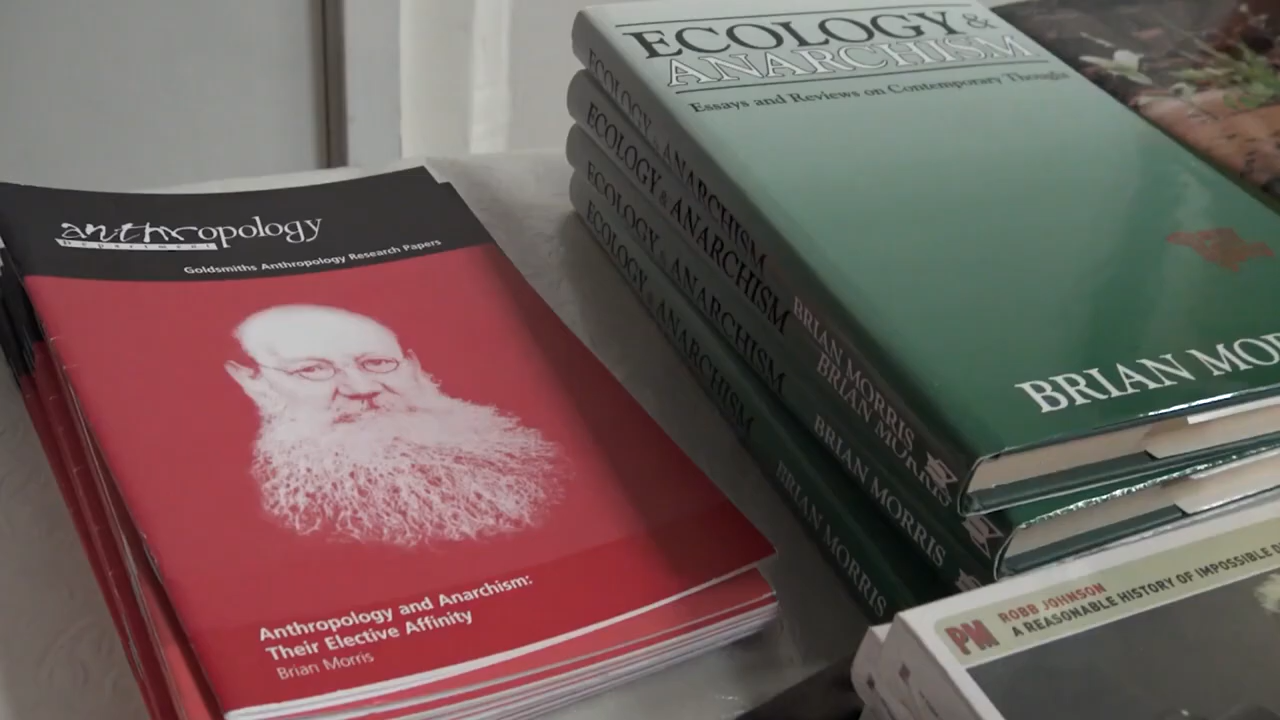 anthropology
Department
Goldsmiths Anthropology Research Papers
Anthropology and Anarchism:
Their Elective Affinity
Brian Morris
ECOLOGY &
ANARCHISM
Essays and Reviews on Contemporary Thought
BRIAN MOR
ECOLOGY & ANARCHISM BRIAN MORRIS
ECOLOGY & ANARCHISM BRIAN MORRIS
ECOLOGY & ANARCHISM BRIAN MORRIS
ECOLOGY & ANARCHISM BRIAN MORRIS
PM
ROBB JOHNSON
A REASONABLE HISTORY OF IMPOSSIBLE D